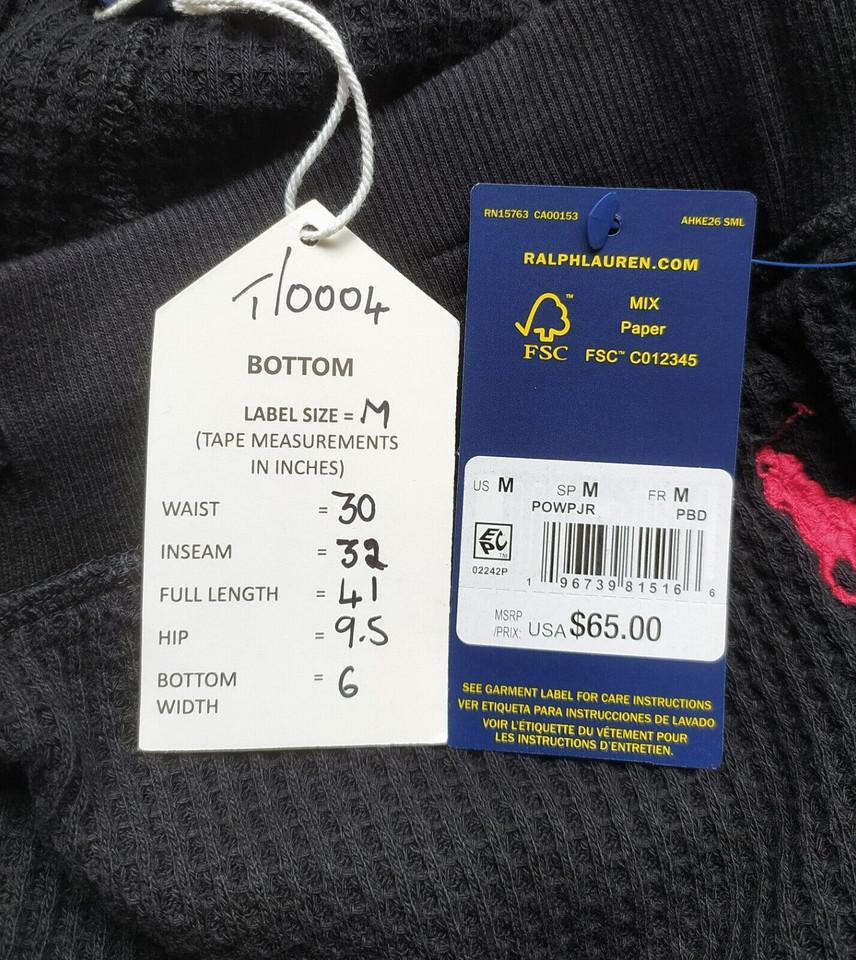 T/0004
BOTTOM
LABEL SIZE = M
(TAPE MEASUREMENTS
IN INCHES)
WAIST = 30
INSEAM = 32
FULL LENGTH = 41
HIP = 9.5
BOTTOM = 6
WIDTH
RN15763 CA00153 AHKE26 SML
RALPHLAUREN.COM
FSC™
MIX
Paper
FSC™ C012345
US M SP M FR M
POWPJR PBD
EPC™
02242P
1 96739 81516 6
MSRP
/PRIX: USA $65.00
SEE GARMENT LABEL FOR CARE INSTRUCTIONS
VER ETIQUETA PARA INSTRUCCIONES DE LAVADO
VOIR L'ÉTIQUETTE DU VÉTEMENT POUR
LES INSTRUCTIONS D'ENTRETIEN.